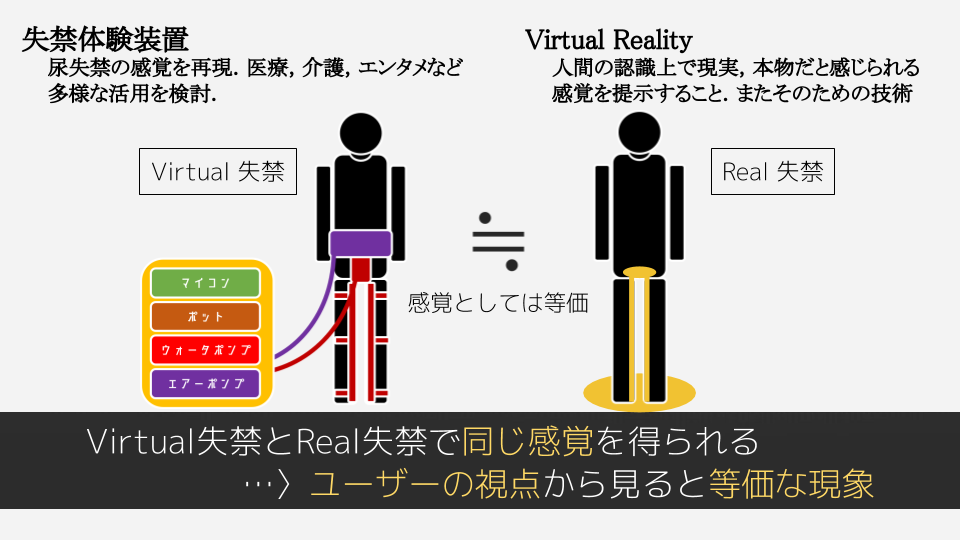 失禁体験装置
尿失禁の感覚を再現. 医療, 介護, エンタメなど
多様な活用を検討.
Virtual Reality
人間の認識上で現実, 本物だと感じられる
感覚を提示すること. またそのための技術
Virtual 失禁
Real 失禁
マイコン
ポット
ウォータポンプ
エアーポンプ
≒
感覚としては等価
Virtual失禁とReal失禁で同じ感覚を得られる
…〉ユーザーの視点から見ると等価な現象